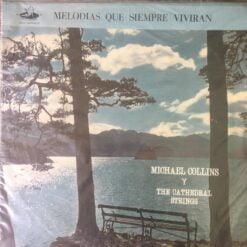 MELODIAS QUE SIEMPRE VIVIRAN
MICHAEL COLLINS
Y
THE CATHEDRAL
STRINGS